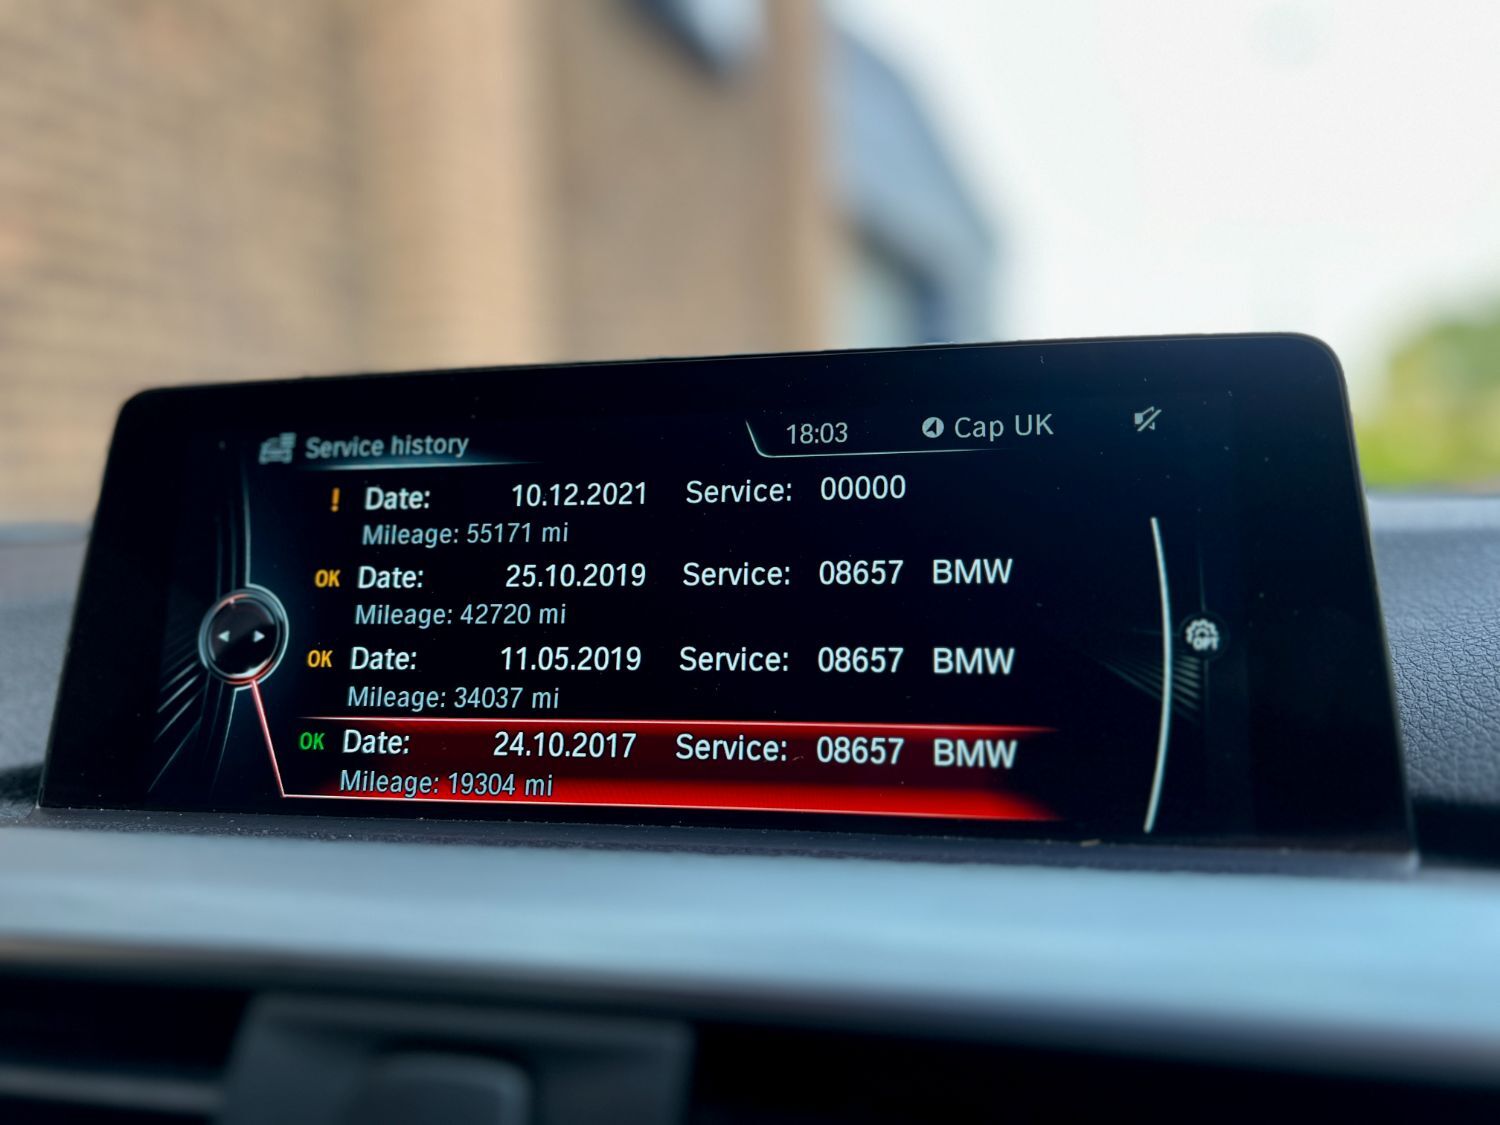 Service history
18:03 Cap UK
! Date: 10.12.2021 Service: 00000
Mileage: 55171 mi
OK Date: 25.10.2019 Service: 08657 BMW
Mileage: 42720 mi
OK Date: 11.05.2019 Service: 08657 BMW
Mileage: 34037 mi
OK Date: 24.10.2017 Service: 08657 BMW
Mileage: 19304 mi
OPT